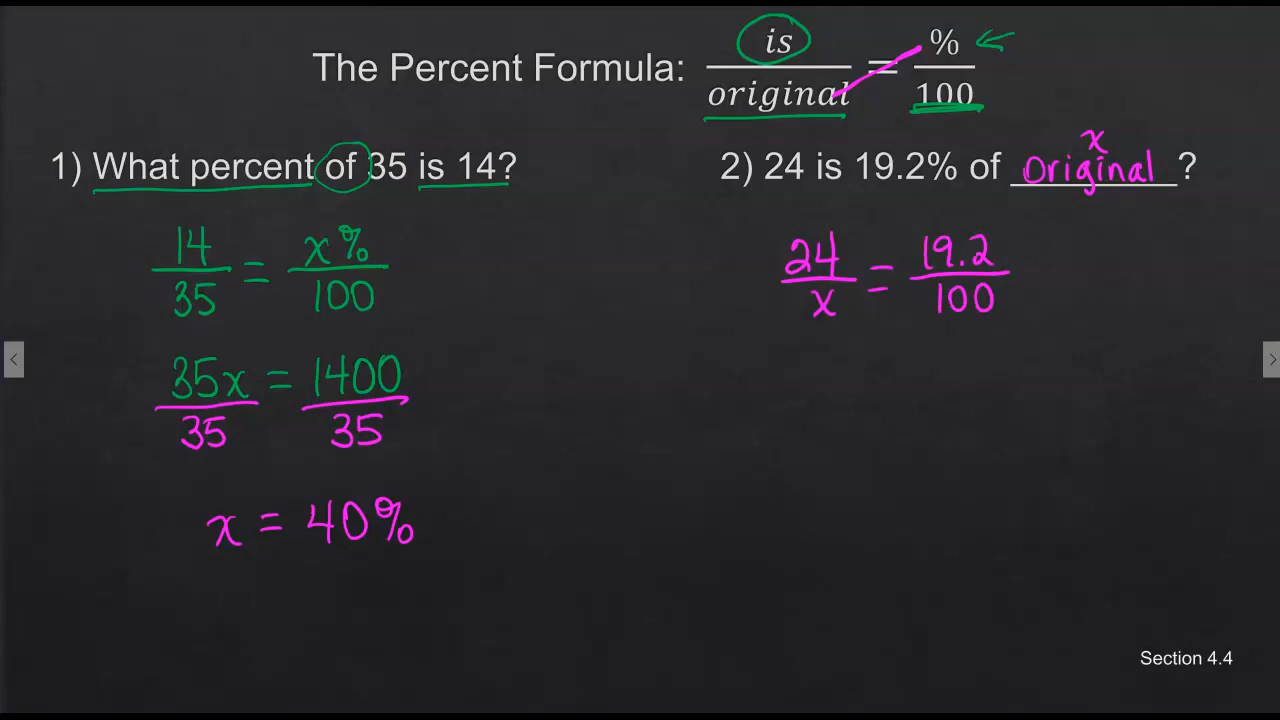 The Percent Formula: is/original = %/100
1) What percent of 35 is 14?
14/35 = x%/100
35x = 1400
35 35
x = 40%
x
2) 24 is 19.2% of original ?
24/x = 19.2/100
Section 4.4